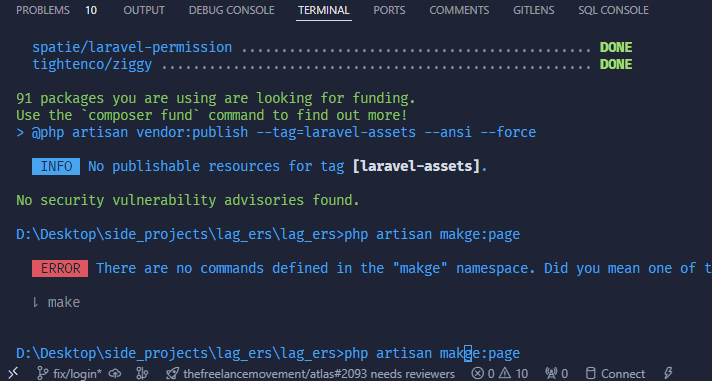 PROBLEMS 10 OUTPUT DEBUG CONSOLE TERMINAL PORTS COMMENTS GITLENS SQL CONSOLE
spatie/laravel-permission ............................................ DONE
tightenco/ziggy ...................................................... DONE
91 packages you are using are looking for funding.
Use the `composer fund` command to find out more!
> @php artisan vendor:publish --tag=laravel-assets --ansi --force
INFO No publishable resources for tag [laravel-assets].
No security vulnerability advisories found.
D:\Desktop\side_projects\lag_ers\lag_ers>php artisan makge:page
ERROR There are no commands defined in the "makge" namespace. Did you mean one of t
⇂ make
D:\Desktop\side_projects\lag_ers\lag_ers>php artisan makge:page
fix/login* thefreelancemovement/atlas#2093 needs reviewers 0 10 0 Connect